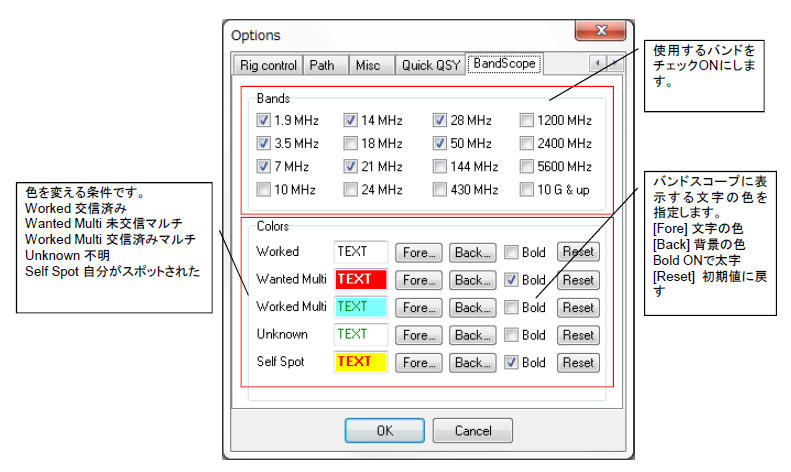 Options
Rig control Path Misc Quick QSY BandScope
使用するバンドを
チェックONにしま
す。
Bands
1.9 MHz 14 MHz 28 MHz 1200 MHz
3.5 MHz 18 MHz 50 MHz 2400 MHz
7 MHz 21 MHz 144 MHz 5600 MHz
10 MHz 24 MHz 430 MHz 10 G & up
色を変える条件です。
Worked 交信済み
Wanted Multi 未交信マルチ
Worked Multi 交信済みマルチ
Unknown 不明
Self Spot 自分がスポットされた
Colors
Worked TEXT Fore... Back... Bold Reset
Wanted Multi TEXT Fore... Back... Bold Reset
Worked Multi TEXT Fore... Back... Bold Reset
Unknown TEXT Fore... Back... Bold Reset
Self Spot TEXT Fore... Back... Bold Reset
バンドスコープに表
示する文字の色を
指定します。
[Fore] 文字の色
[Back] 背景の色
Bold ONで太字
[Reset] 初期値に戻
す
OK Cancel